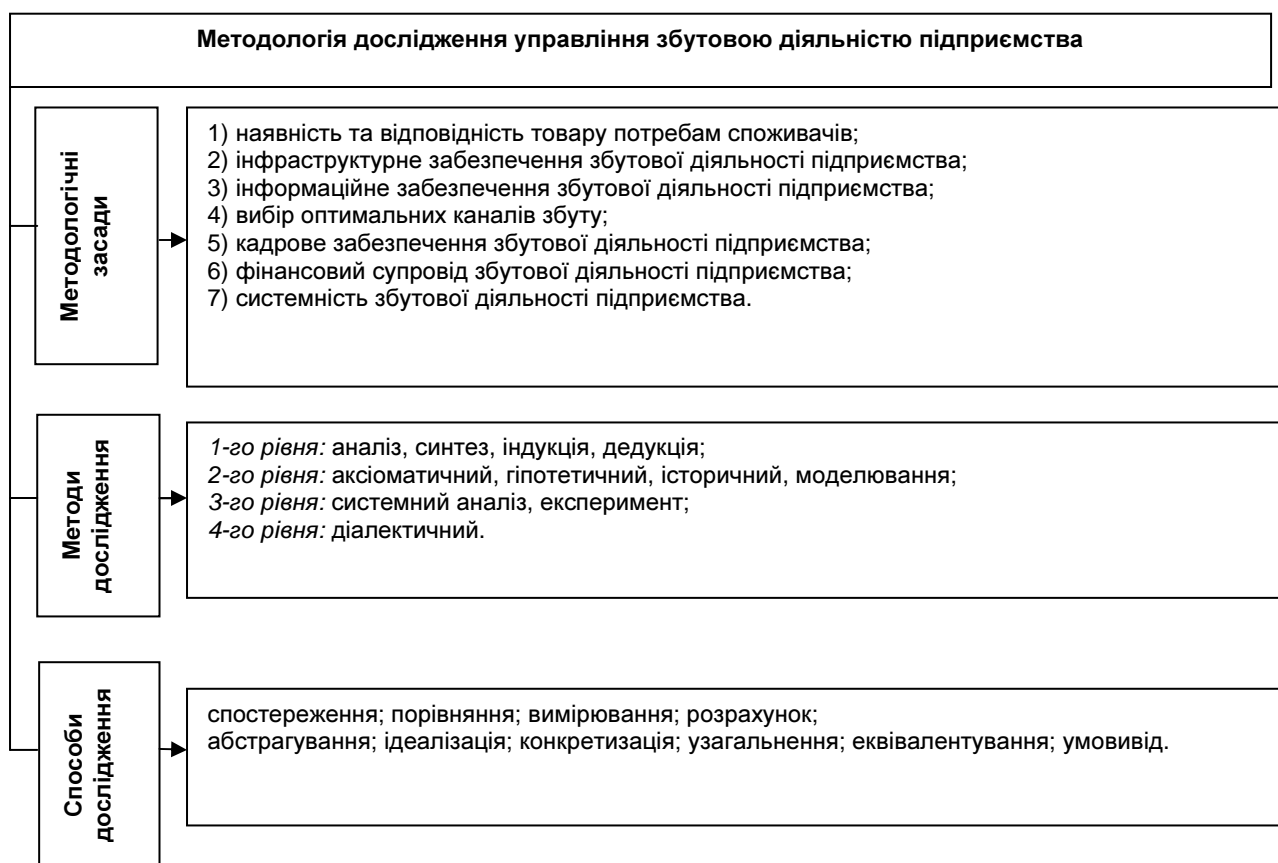 Методологія дослідження управління збутовою діяльністю підприємства
Методологічні
засади
1) наявність та відповідність товару потребам споживачів;
2) інфраструктурне забезпечення збутової діяльності підприємства;
3) інформаційне забезпечення збутової діяльності підприємства;
4) вибір оптимальних каналів збуту;
5) кадрове забезпечення збутової діяльності підприємства;
6) фінансовий супровід збутової діяльності підприємства;
7) системність збутової діяльності підприємства.
Методи
дослідження
1-го рівня: аналіз, синтез, індукція, дедукція;
2-го рівня: аксіоматичний, гіпотетичний, історичний, моделювання;
3-го рівня: системний аналіз, експеримент;
4-го рівня: діалектичний.
Способи
дослідження
спостереження; порівняння; вимірювання; розрахунок;
абстрагування; ідеалізація; конкретизація; узагальнення; еквівалентування; умовивід.